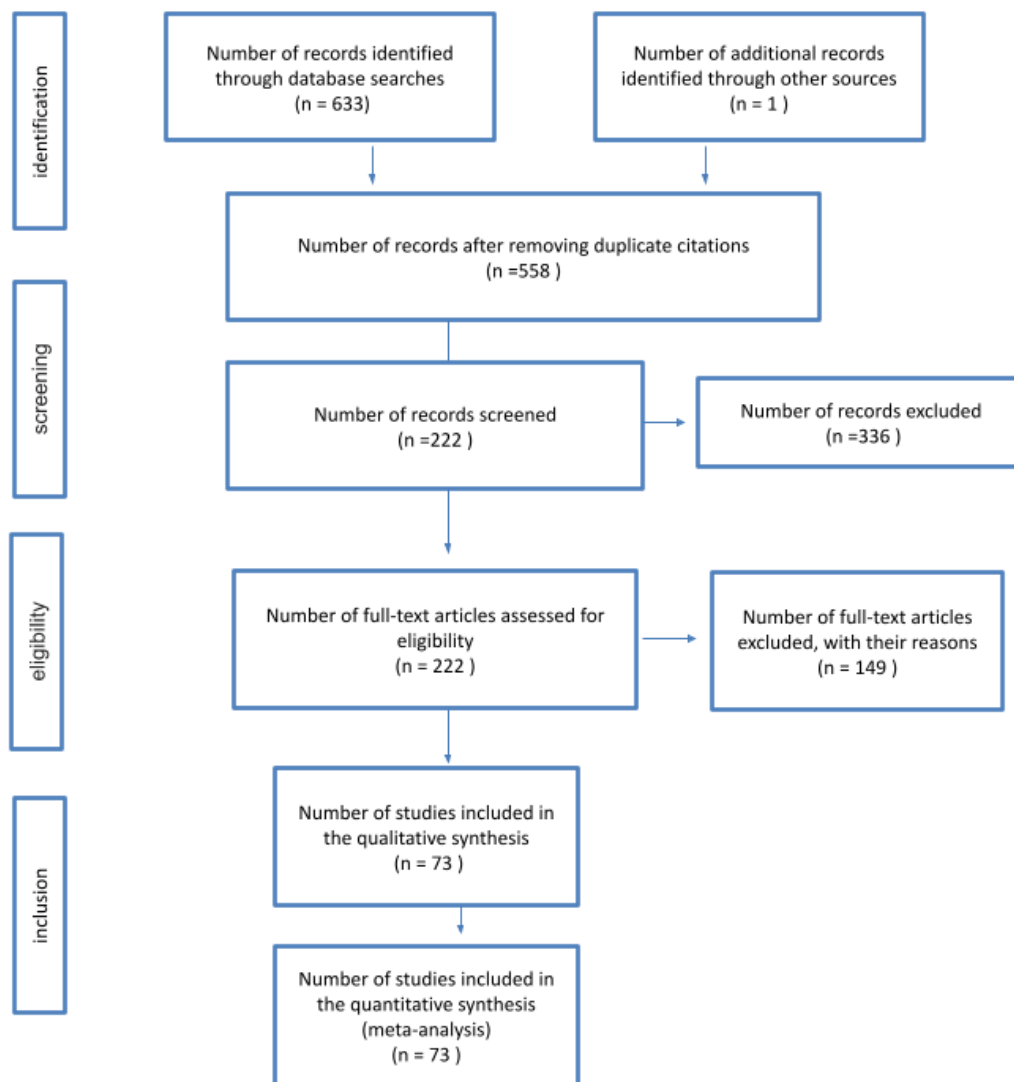 identification
Number of records identified
through database searches
(n = 633)
Number of additional records
identified through other sources
(n = 1 )
Number of records after removing duplicate citations
(n =558 )
screening
Number of records screened
(n =222 )
Number of records excluded
(n =336 )
eligibility
Number of full-text articles assessed for
eligibility
(n = 222 )
Number of full-text articles
excluded, with their reasons
(n = 149 )
inclusion
Number of studies included in
the qualitative synthesis
(n = 73 )
Number of studies included in
the quantitative synthesis
(meta-analysis)
(n = 73 )